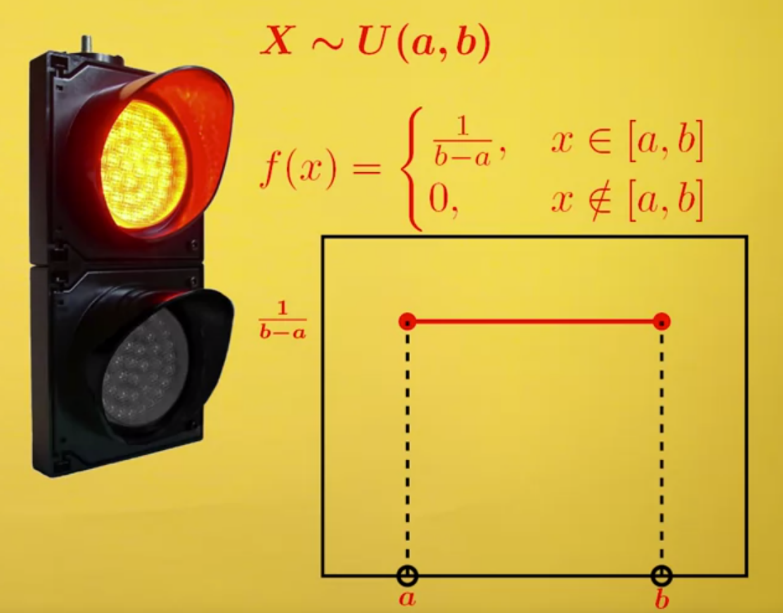 X ∼ U(a, b)
f(x) = { 1/(b−a), x ∈ [a, b]
0, x ∉ [a, b]
1/(b−a)
a b